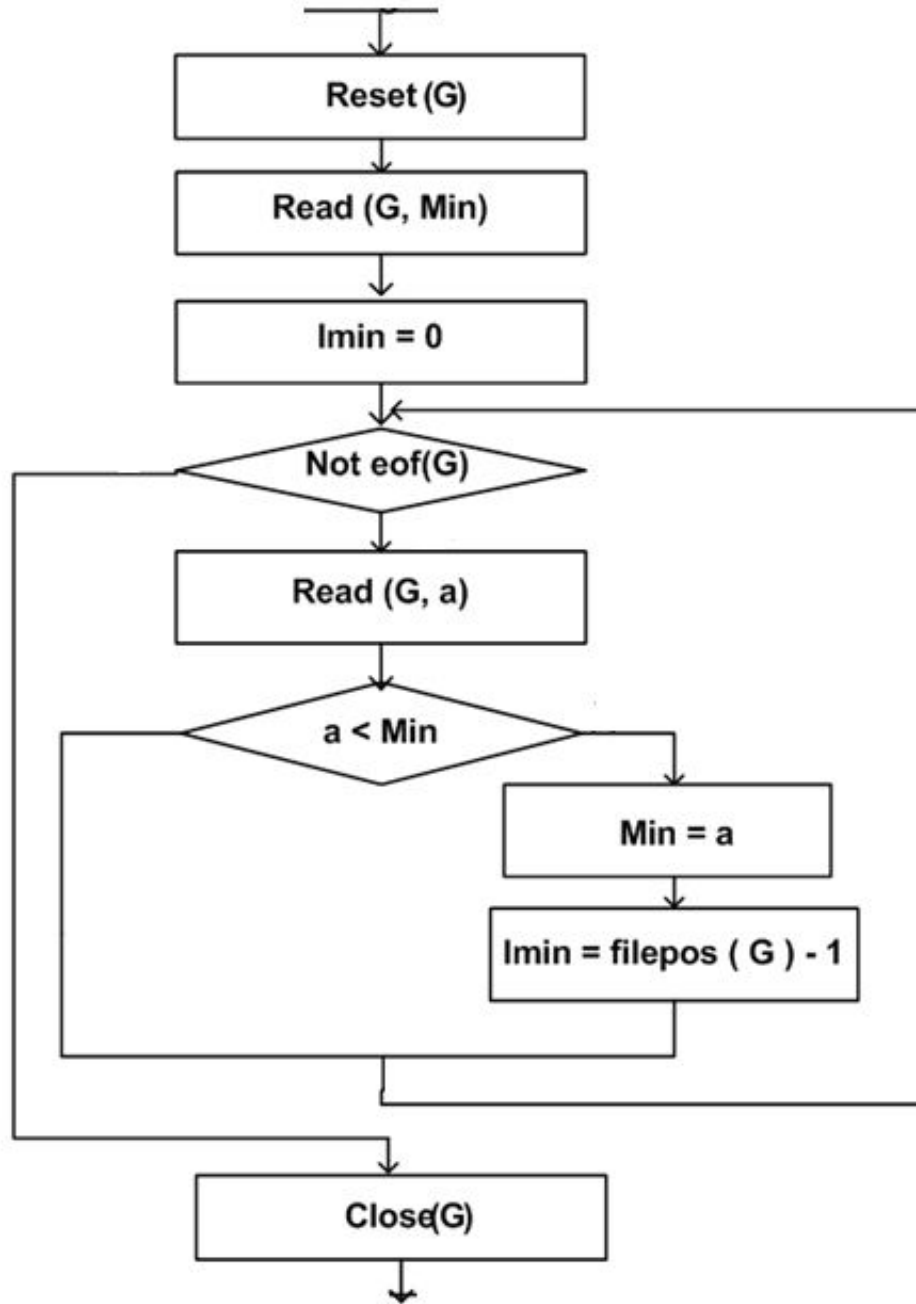 Reset (G)
Read (G, Min)
Imin = 0
Not eof(G)
Read (G, a)
a < Min
Min = a
Imin = filepos ( G ) - 1
Close(G)